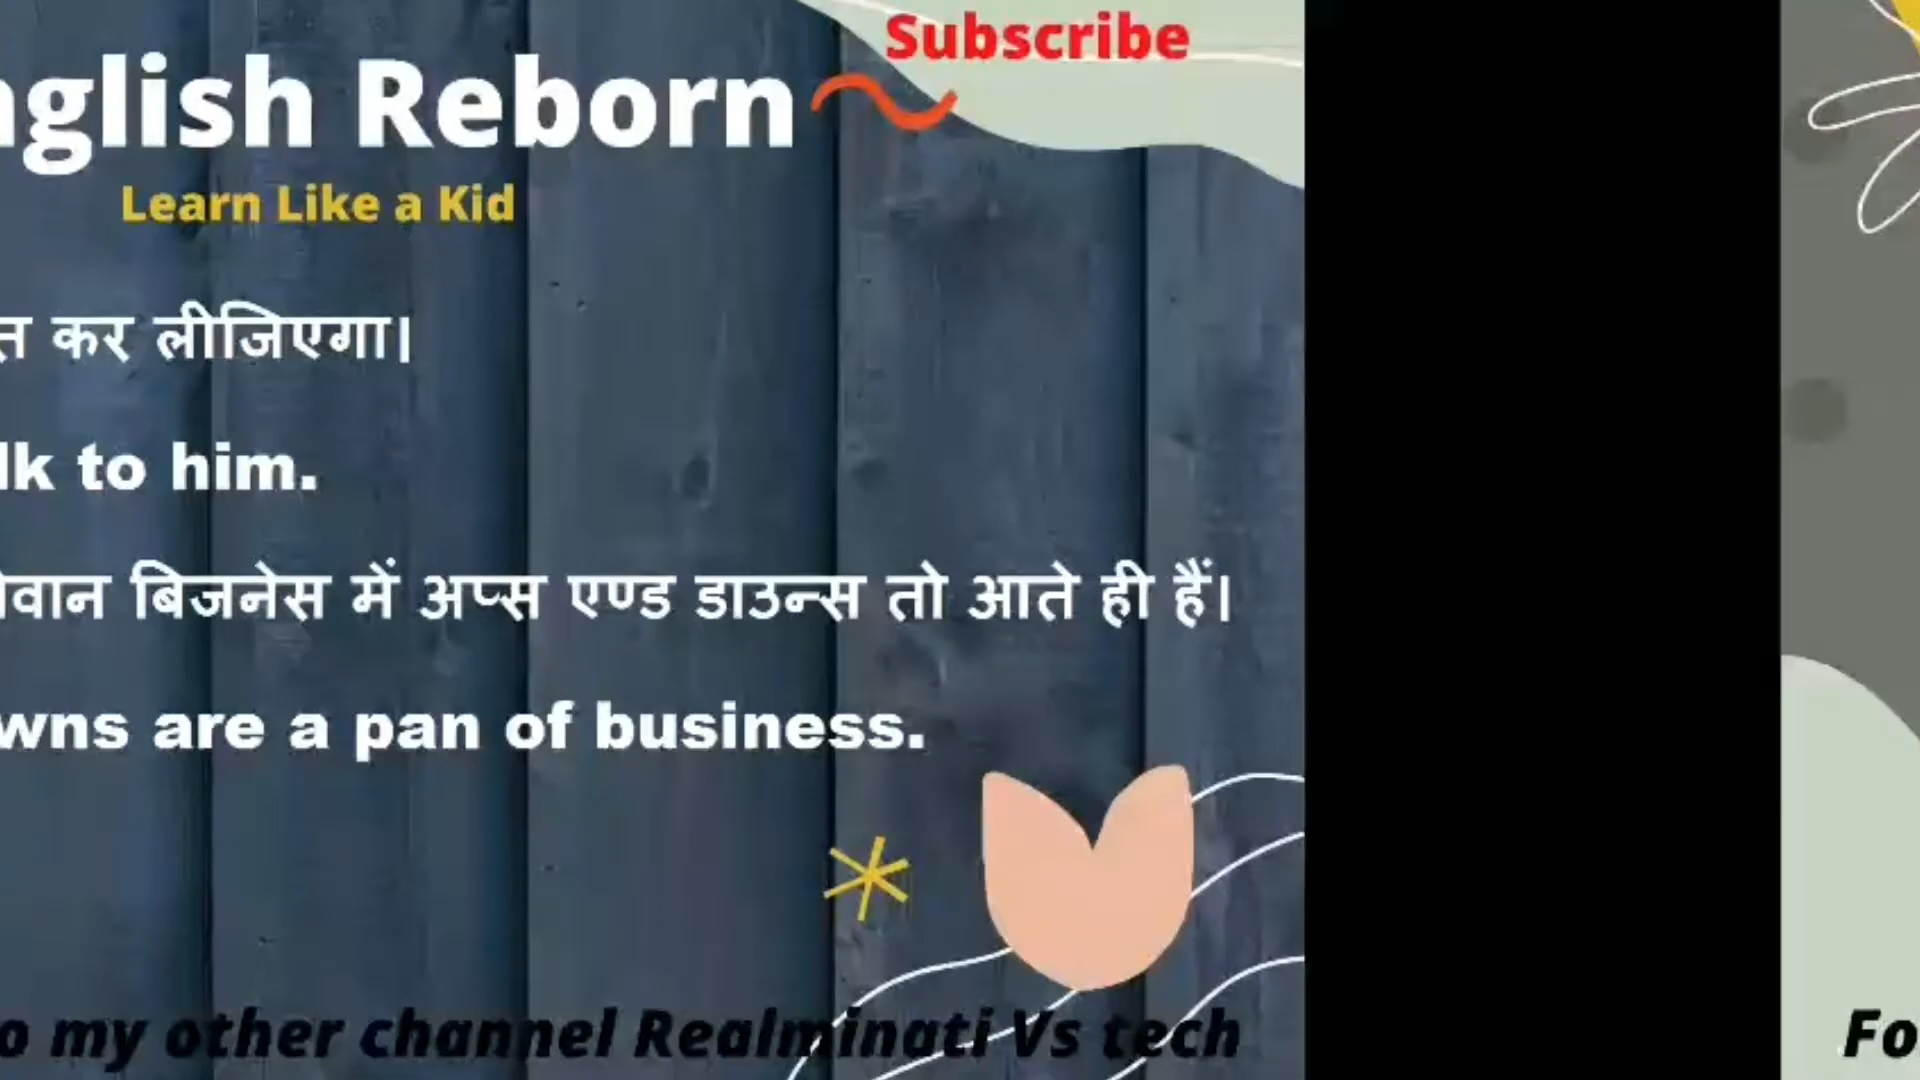 Subscribe
nglish Reborn
Learn Like a Kid
त कर लीजिएगा।
lk to him.
वान बिजनेस में अप्स एण्ड डाउन्स तो आते ही हैं।
wns are a pan of business.
o my other channel Realminati Vs tech
Fo